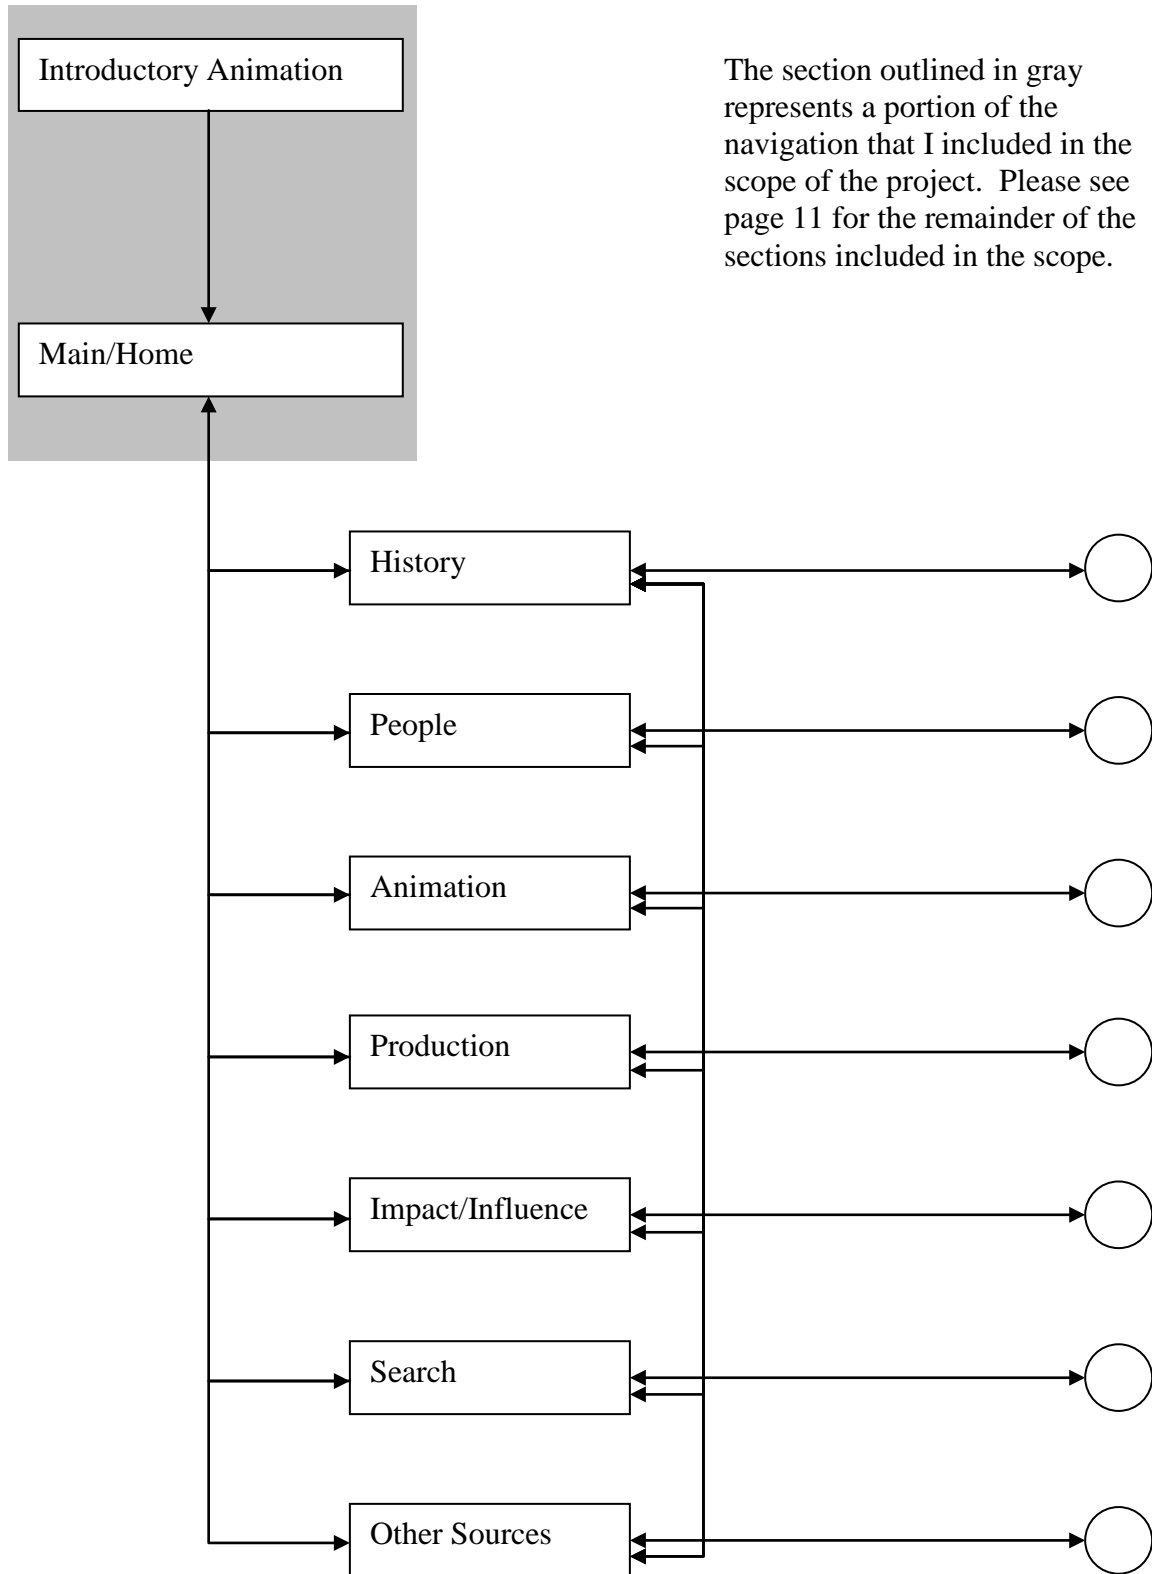 Introductory Animation
The section outlined in gray
represents a portion of the
navigation that I included in the
scope of the project.  Please see
page 11 for the remainder of the
sections included in the scope.
Main/Home
History
People
Animation
Production
Impact/Influence
Search
Other Sources